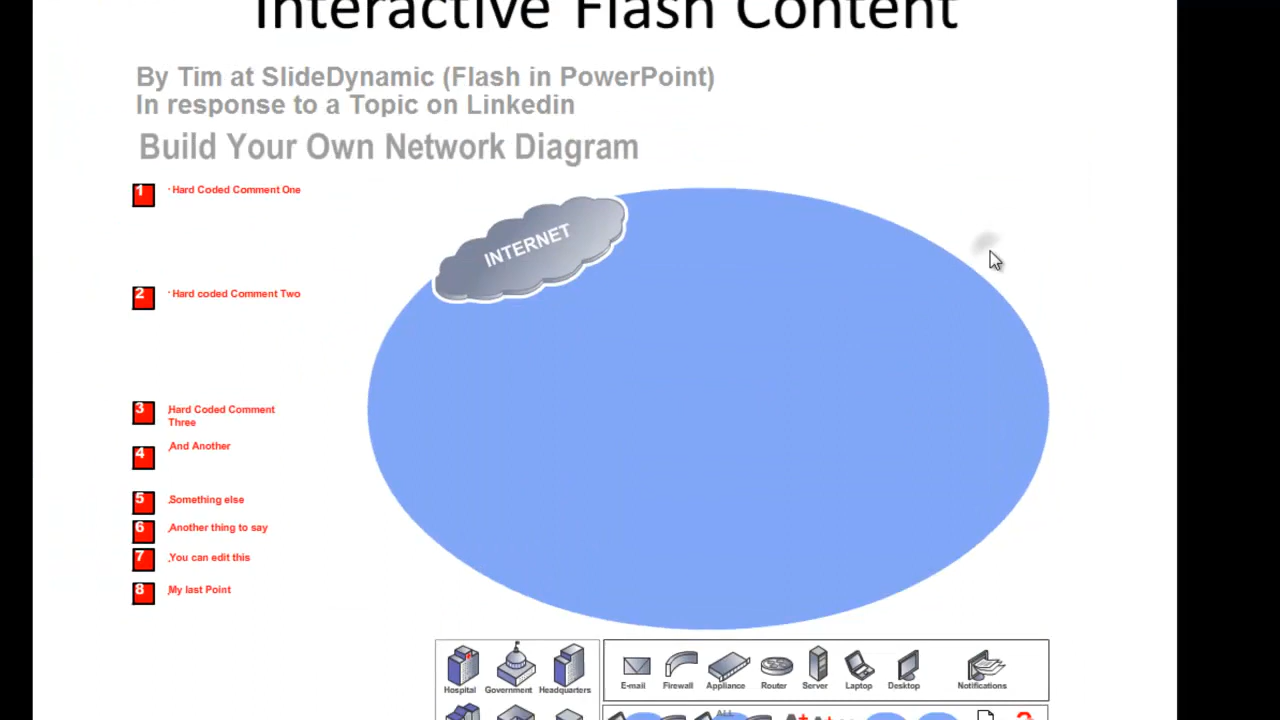 Interactive Flash Content
By Tim at SlideDynamic (Flash in PowerPoint)
In response to a Topic on Linkedin
Build Your Own Network Diagram
1 Hard Coded Comment One
INTERNET
2 Hard coded Comment Two
3 Hard Coded Comment
Three
4 And Another
5 Something else
6 Another thing to say
7 You can edit this
8 My last Point
Hospital Government Headquarters
E-mail Firewall Appliance Router Server Laptop Desktop Notifications
ALL A+ A+ ?